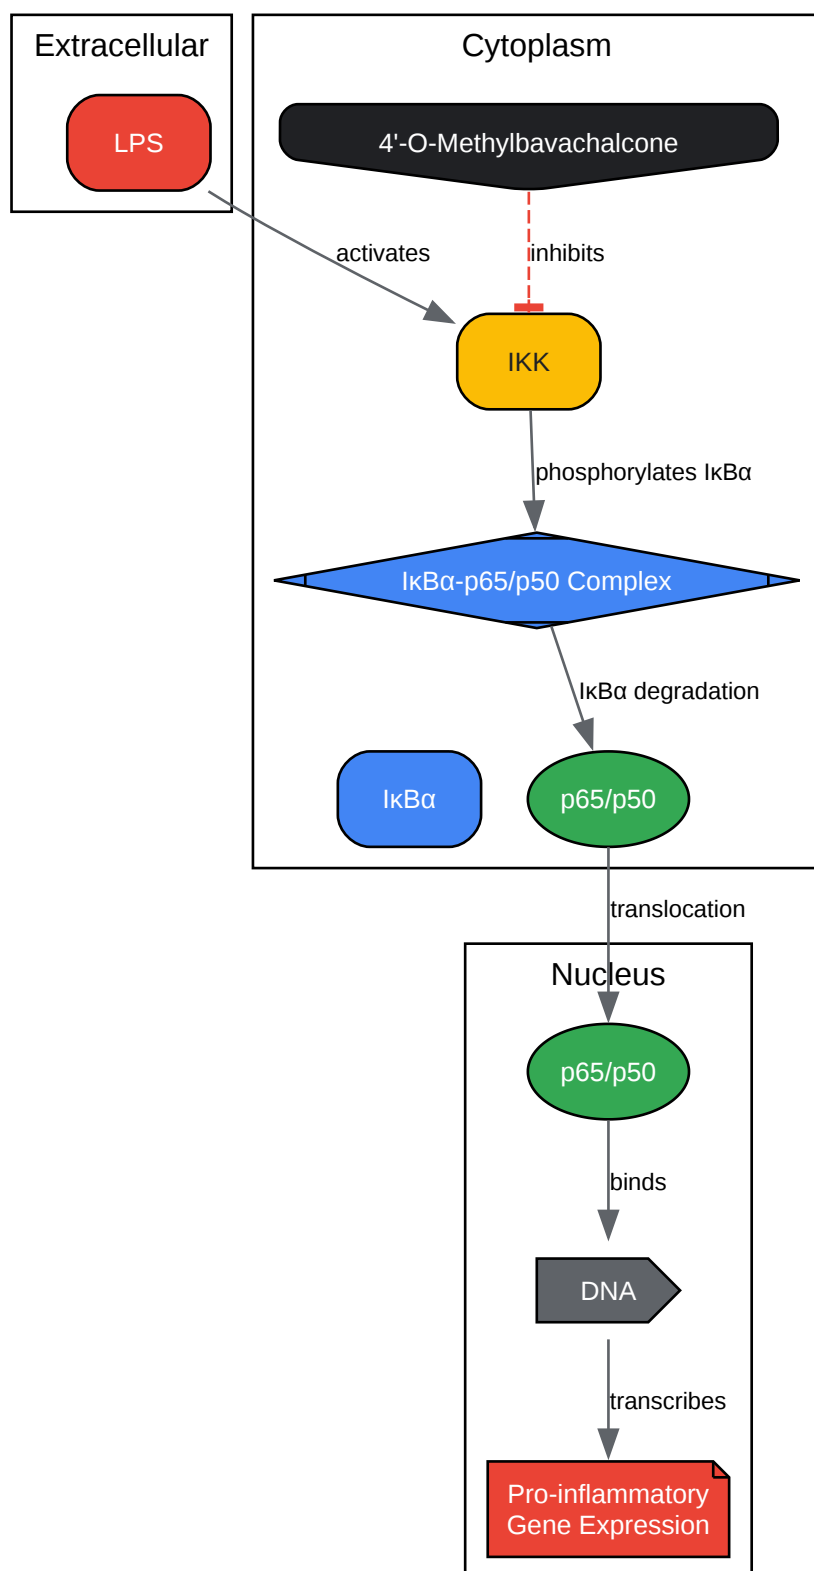 Extracellular
Cytoplasm
LPS
4'-O-Methylbavachalcone
activates
inhibits
IKK
phosphorylates IκBα
IκBα-p65/p50 Complex
IκBα degradation
IκBα
p65/p50
translocation
Nucleus
p65/p50
binds
DNA
transcribes
Pro-inflammatory
Gene Expression